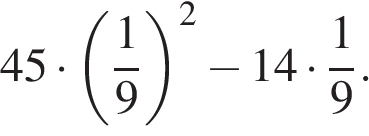 45 · (1/9)² − 14 · 1/9.